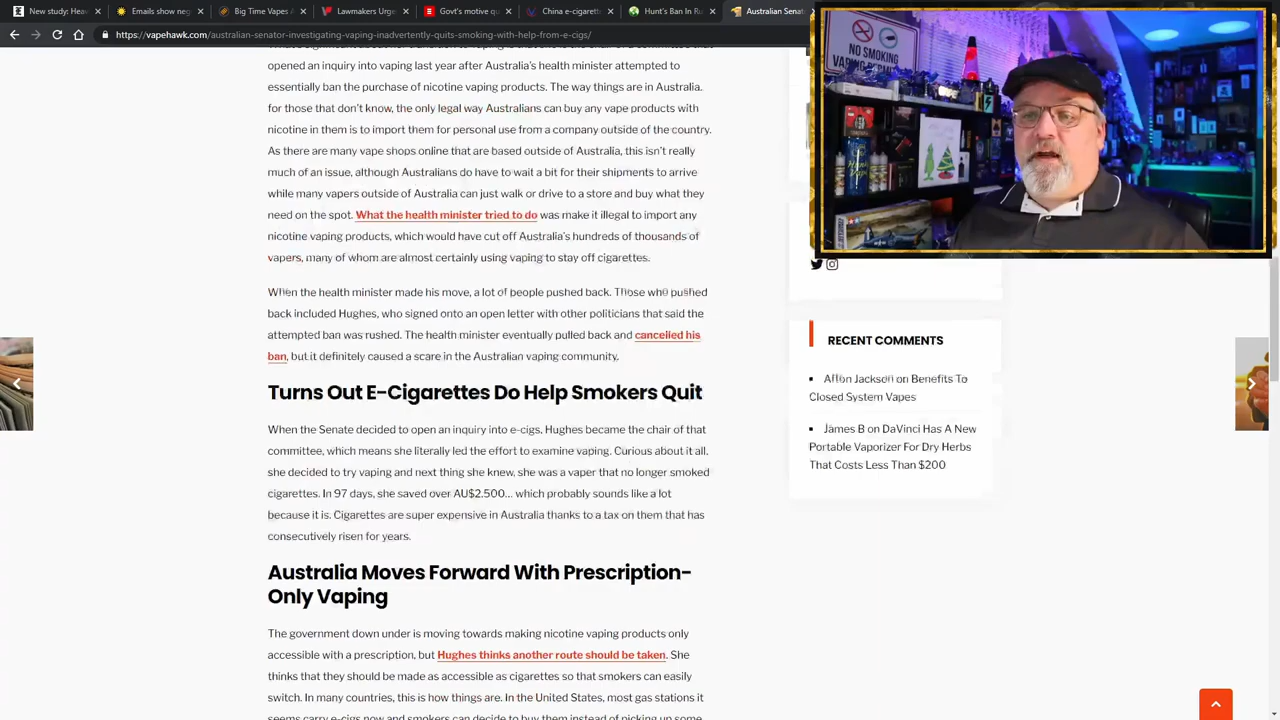 New study: Hea
Emails show ne
Big Time Vapes
Lawmakers Urg
Govt's motive o
China e-cigarett
Hunt's Ban In R
Australian Sena
https://vapehawk.com/australian-senator-investigating-vaping-inadvertently-quits-smoking-with-help-from-e-cigs/
opened an inquiry into vaping last year after Australia's health minister attempted to
essentially ban the purchase of nicotine vaping products. The way things are in Australia,
for those that don't know, the only legal way Australians can buy any vape products with
nicotine in them is to import them for personal use from a company outside of the country.
As there are many vape shops online that are based outside of Australia, this isn't really
much of an issue, although Australians do have to wait a bit for their shipments to arrive
while many vapers outside of Australia can just walk or drive to a store and buy what they
need on the spot. What the health minister tried to do was make it illegal to import any
nicotine vaping products, which would have cut off Australia's hundreds of thousands of
vapers, many of whom are almost certainly using vaping to stay off cigarettes.
When the health minister made his move, a lot of people pushed back. Those who pushed
back included Hughes, who signed onto an open letter with other politicians that said the
attempted ban was rushed. The health minister eventually pulled back and cancelled his
ban, but it definitely caused a scare in the Australian vaping community.
Turns Out E-Cigarettes Do Help Smokers Quit
When the Senate decided to open an inquiry into e-cigs, Hughes became the chair of that
committee, which means she literally led the effort to examine vaping. Curious about it all,
she decided to try vaping and next thing she knew, she was a vaper that no longer smoked
cigarettes. In 97 days, she saved over AU$2,500… which probably sounds like a lot
because it is. Cigarettes are super expensive in Australia thanks to a tax on them that has
consecutively risen for years.
Australia Moves Forward With Prescription-
Only Vaping
The government down under is moving towards making nicotine vaping products only
accessible with a prescription, but Hughes thinks another route should be taken. She
thinks that they should be made as accessible as cigarettes so that smokers can easily
switch. In many countries, this is how things are. In the United States, most gas stations it
seems carry e-cigs now and smokers can decide to buy them instead of picking up some
NO SMOKING
RECENT COMMENTS
Afton Jackson on Benefits To
Closed System Vapes
James B on DaVinci Has A New
Portable Vaporizer For Dry Herbs
That Costs Less Than $200